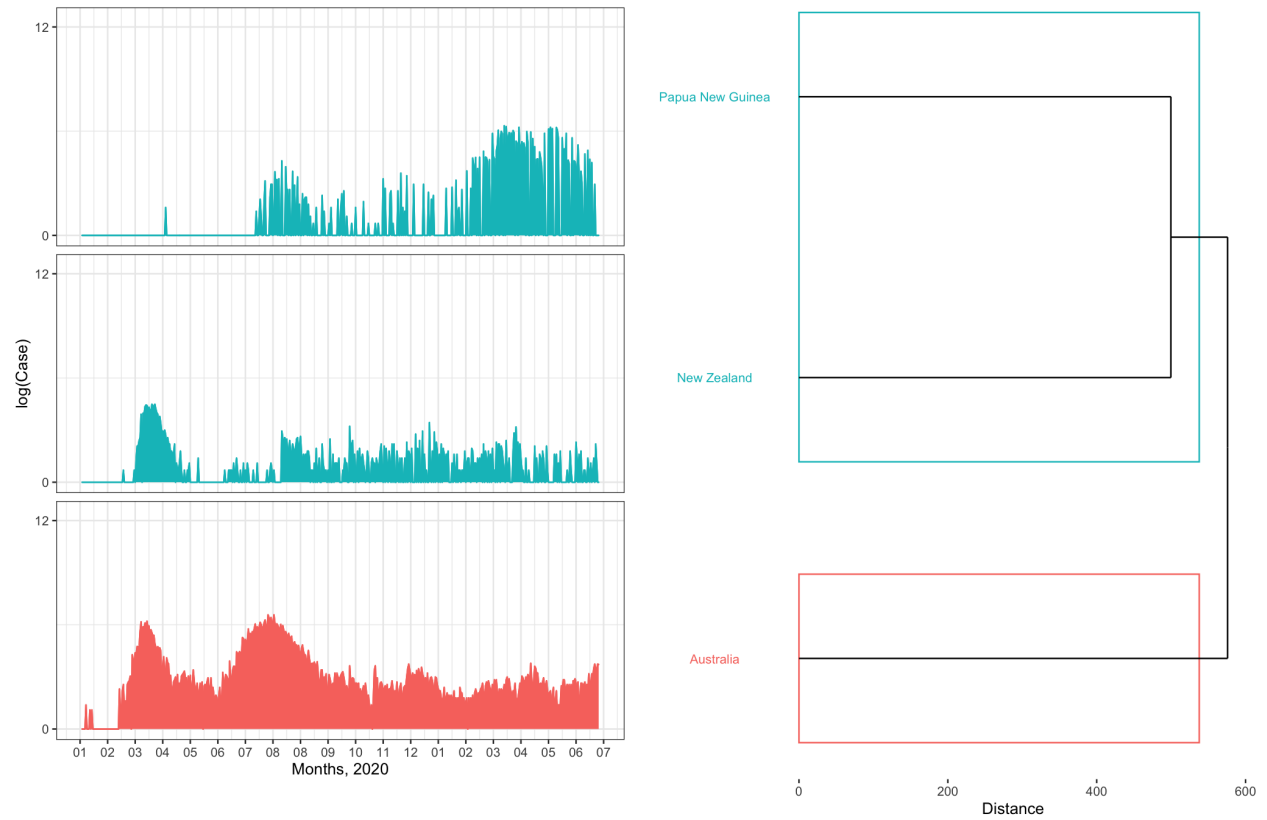 12
0
12
0
12
0
log(Case)
01 02 03 04 05 06 07 08 08 09 10 11 12 01 02 03 04 05 06 07
Months, 2020
Papua New Guinea
New Zealand
Australia
0 200 400 600
Distance